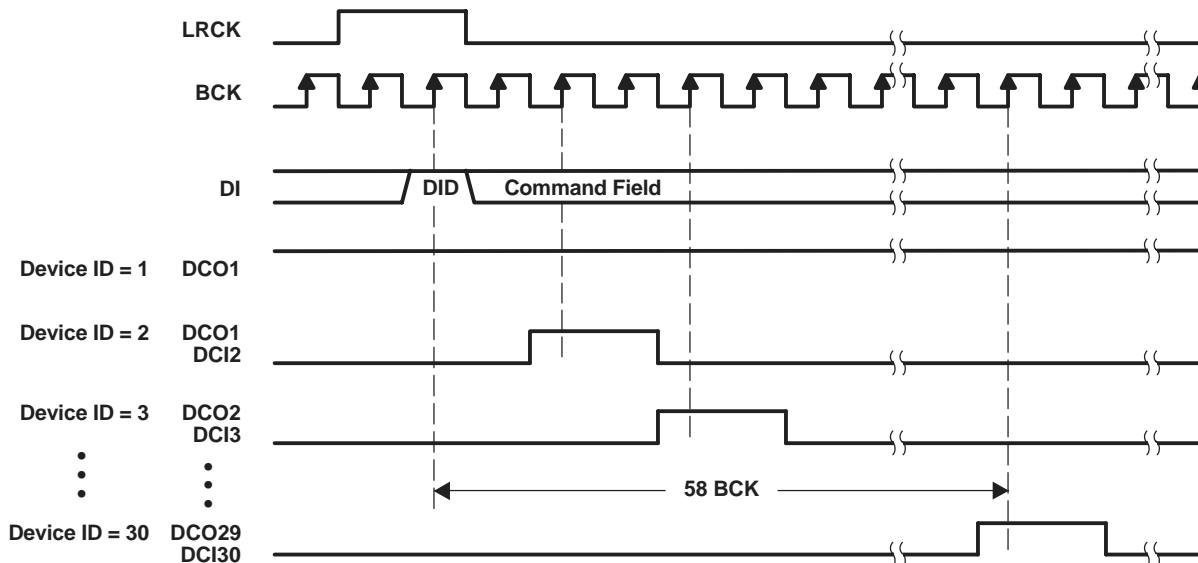 LRCK
BCK
DI
DID
Command Field
Device ID = 1 DCO1
Device ID = 2 DCO1
DCI2
Device ID = 3 DCO2
DCI3
58 BCK
Device ID = 30 DCO29
DCI30